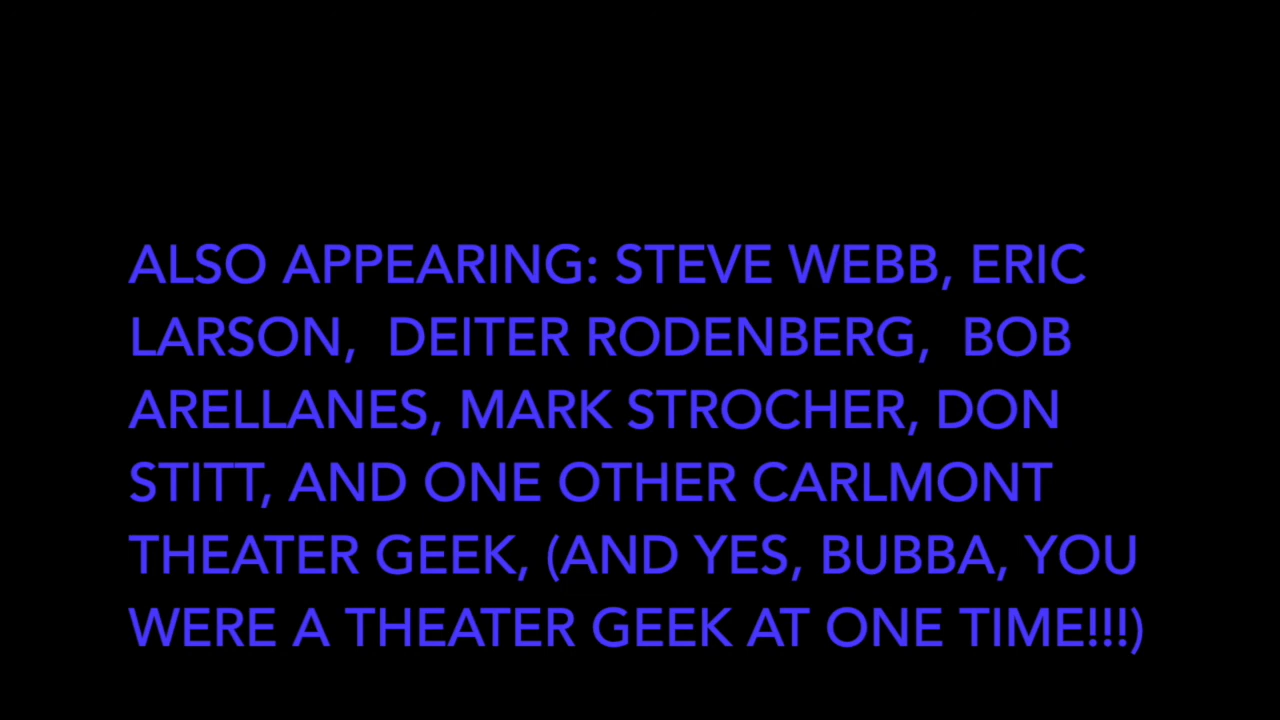 ALSO APPEARING: STEVE WEBB, ERIC
LARSON,  DEITER RODENBERG,  BOB
ARELLANES, MARK STROCHER, DON
STITT, AND ONE OTHER CARLMONT
THEATER GEEK, (AND YES, BUBBA, YOU
WERE A THEATER GEEK AT ONE TIME!!!)